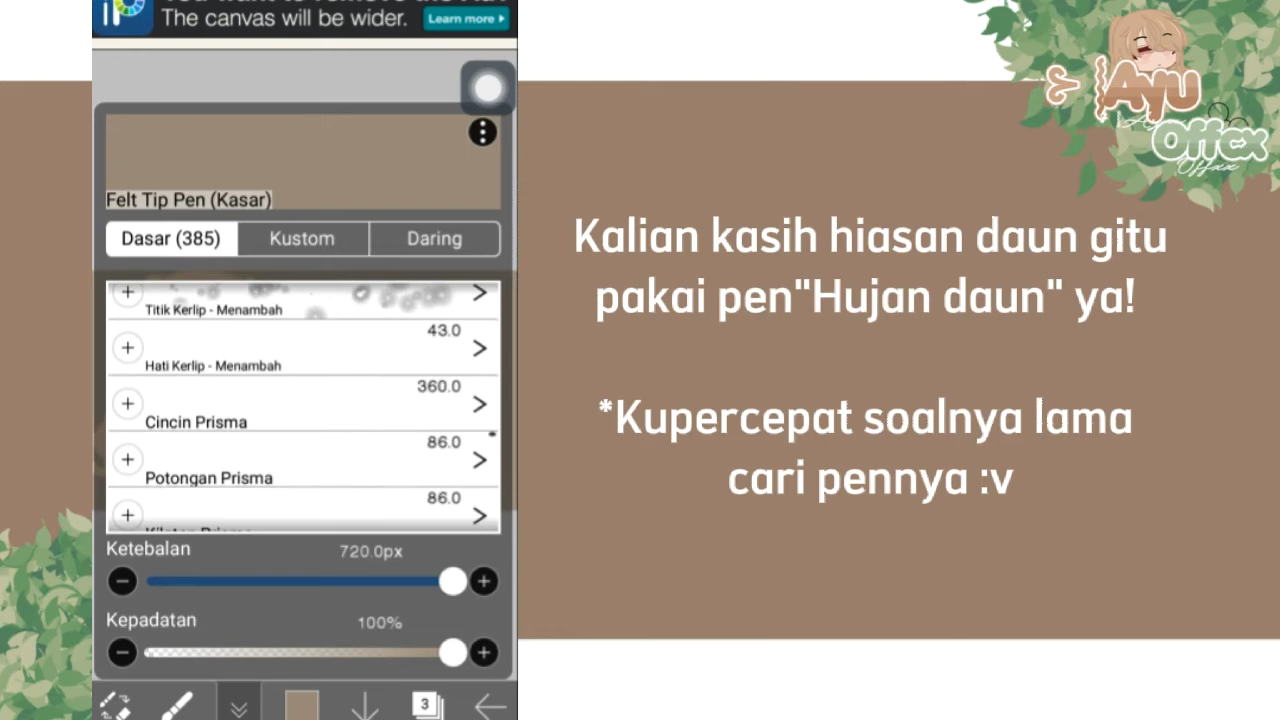 The canvas will be wider.
Learn more
Felt Tip Pen (Kasar)
Dasar (385)
Kustom
Daring
Titik Kerlip - Menambah
43.0
Hati Kerlip - Menambah
360.0
Cincin Prisma
86.0
Potongan Prisma
86.0
Ketebalan
720.0px
Kepadatan
100%
3
Ayu
Offcx
Kalian kasih hiasan daun gitu
pakai pen"Hujan daun" ya!
*Kupercepat soalnya lama
cari pennya :v